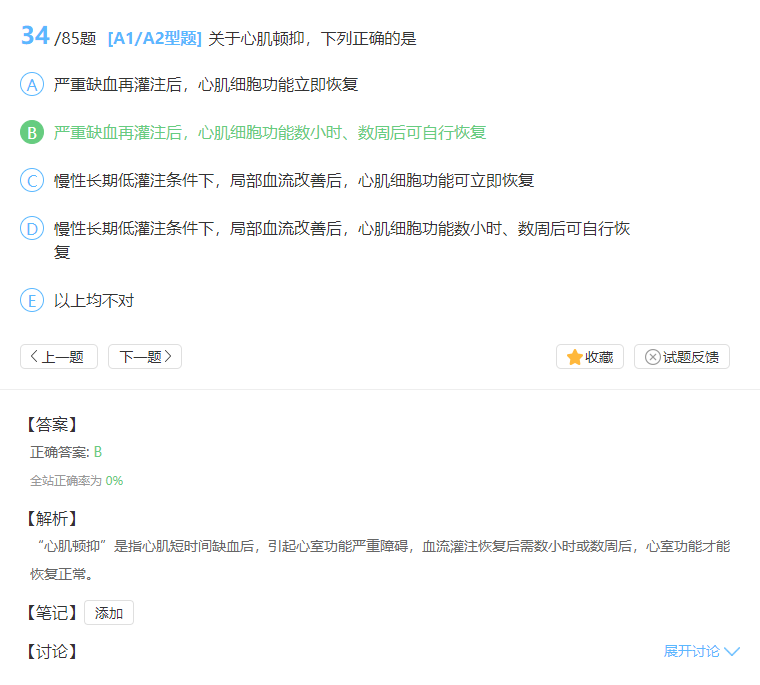 34 /85题 [A1/A2型题] 关于心肌顿抑，下列正确的是
A 严重缺血再灌注后，心肌细胞功能立即恢复
B 严重缺血再灌注后，心肌细胞功能数小时、数周后可自行恢复
C 慢性长期低灌注条件下，局部血流改善后，心肌细胞功能可立即恢复
D 慢性长期低灌注条件下，局部血流改善后，心肌细胞功能数小时、数周后可自行恢
复
E 以上均不对
上一题 下一题 收藏 试题反馈
【答案】
正确答案: B
全站正确率为 0%
【解析】
“心肌顿抑”是指心肌短时间缺血后，引起心室功能严重障碍，血流灌注恢复后需数小时或数周后，心室功能才能
恢复正常。
【笔记】 添加
【讨论】 展开讨论